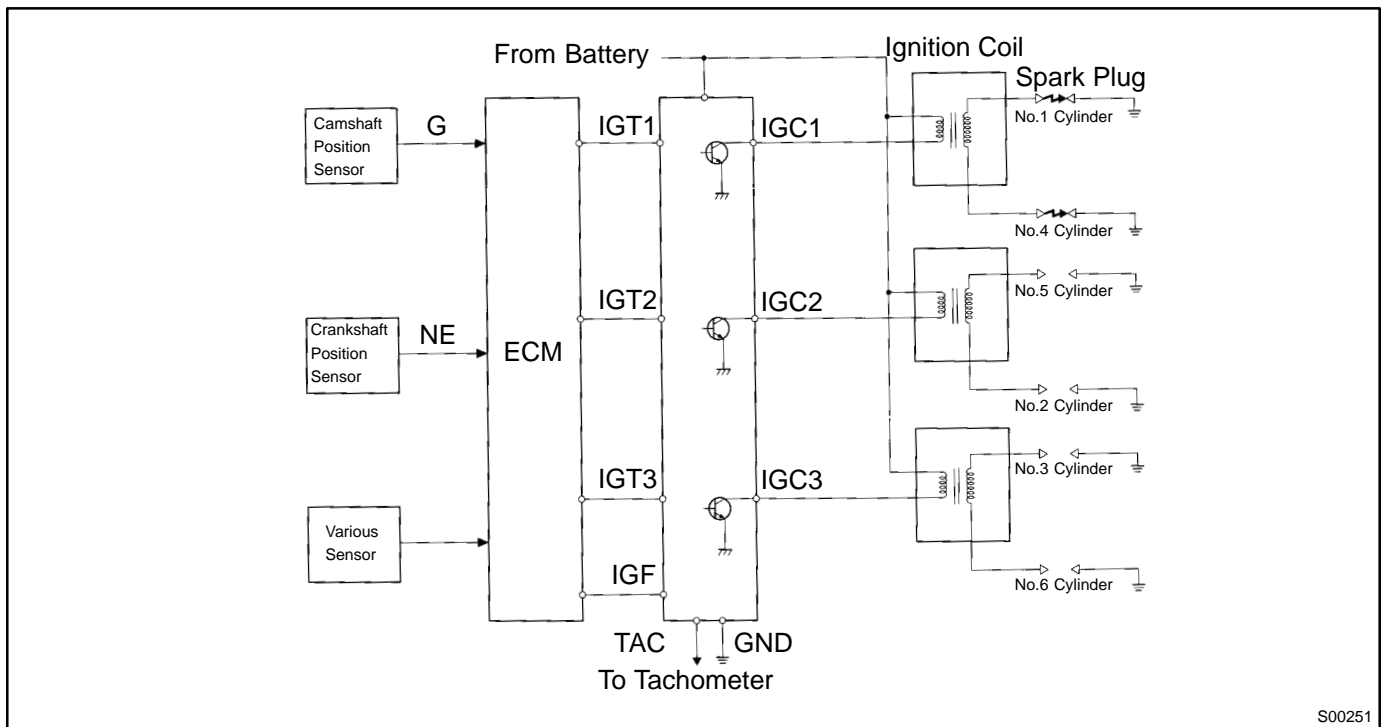 From Battery
Ignition Coil
Spark Plug
Camshaft
Position
Sensor
G
IGT1
IGC1
No.1 Cylinder
No.4 Cylinder
Crankshaft
Position
Sensor
NE
ECM
IGT2
IGC2
No.5 Cylinder
No.2 Cylinder
Various
Sensor
IGT3
IGC3
No.3 Cylinder
No.6 Cylinder
IGF
TAC
GND
To Tachometer
S00251